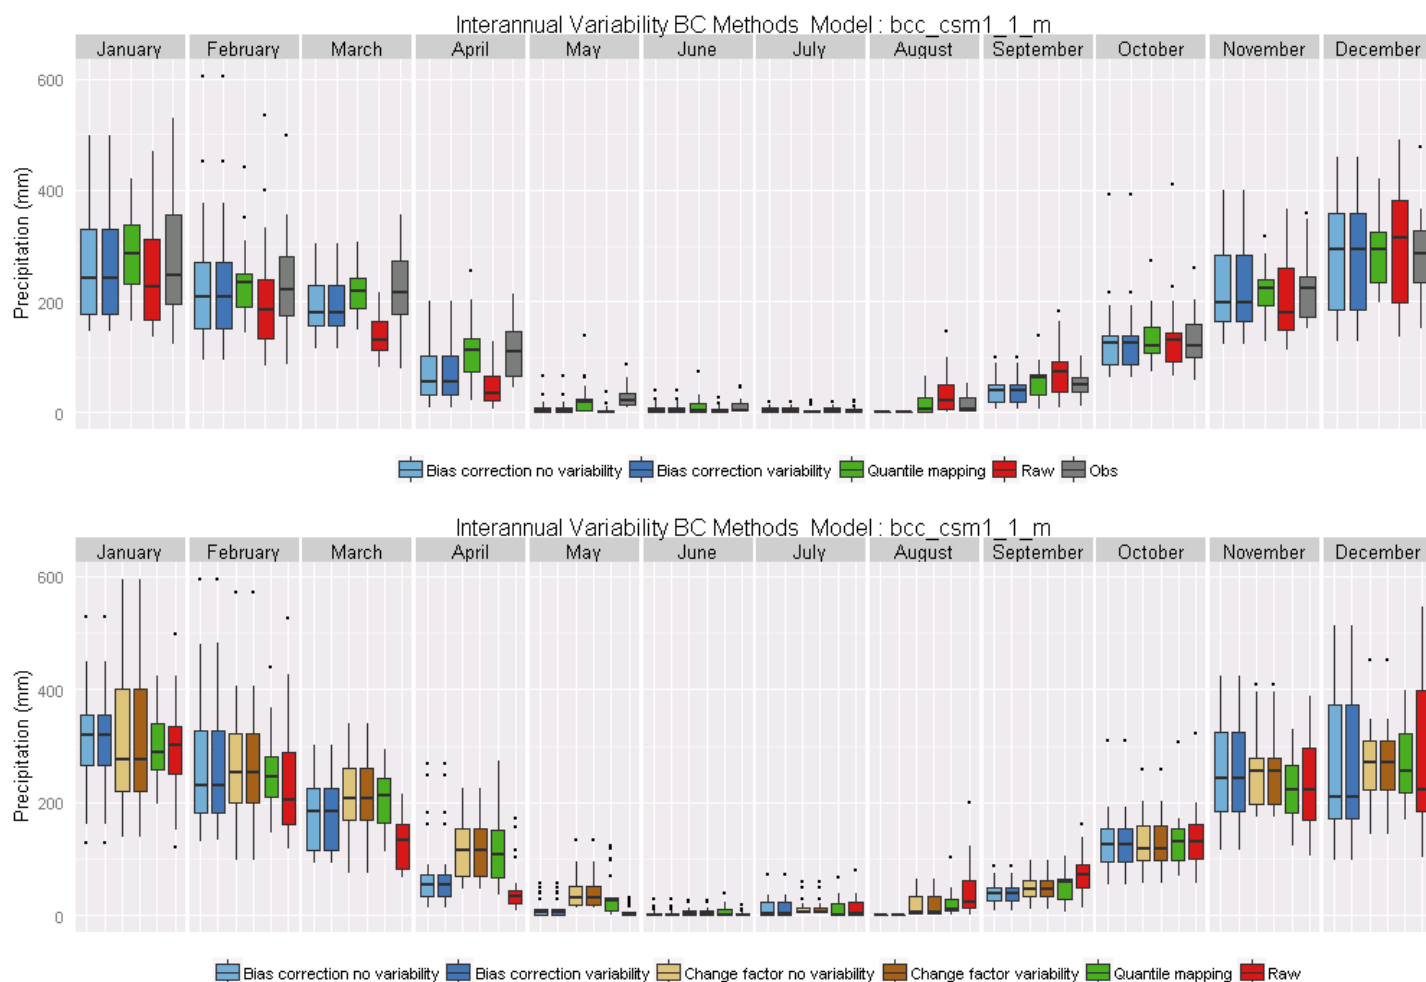 Interannual Variability BC Methods Model : bcc_csm1_1_m
January February March April May June July August September October November December
600
400
200
0
Precipitation (mm)
Bias correction no variability Bias correction variability Quantile mapping Raw Obs
Interannual Variability BC Methods Model : bcc_csm1_1_m
January February March April May June July August September October November December
600
400
200
0
Precipitation (mm)
Bias correction no variability Bias correction variability Change factor no variability Change factor variability Quantile mapping Raw